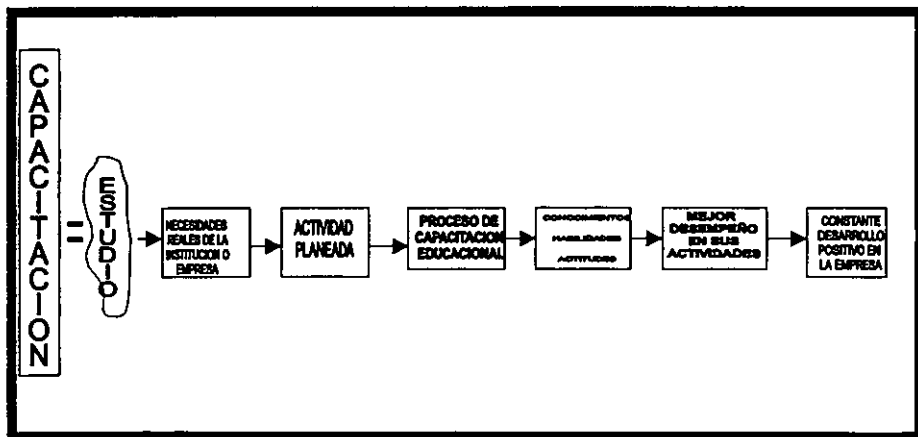 CAPACITACION
=
ESTUDIO
NECESIDADES
REALES DE LA
INSTITUCION O
EMPRESA
ACTIVIDAD
PLANEADA
PROCESO DE
CAPACITACION
EDUCACIONAL
CONOCIMIENTOS
HABILIDADES
ACTITUDES
MEJOR
DESEMPEÑO
EN SUS
ACTIVIDADES
CONSTANTE
DESARROLLO
POSITIVO EN
LA EMPRESA